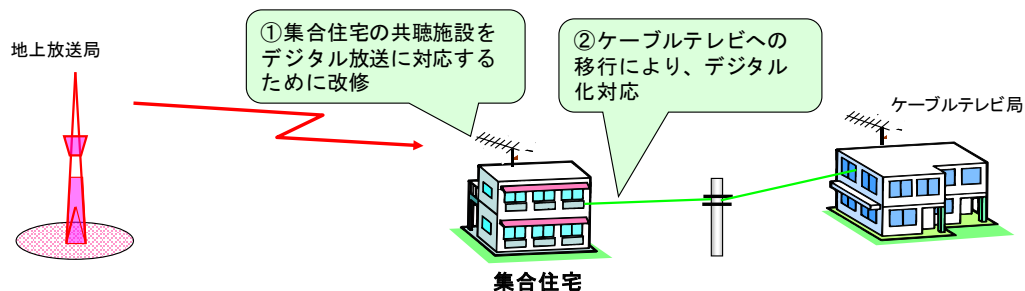 地上放送局
①集合住宅の共聴施設を
デジタル放送に対応する
ために改修
②ケーブルテレビへの
移行により、デジタル
化対応
ケーブルテレビ局
集合住宅